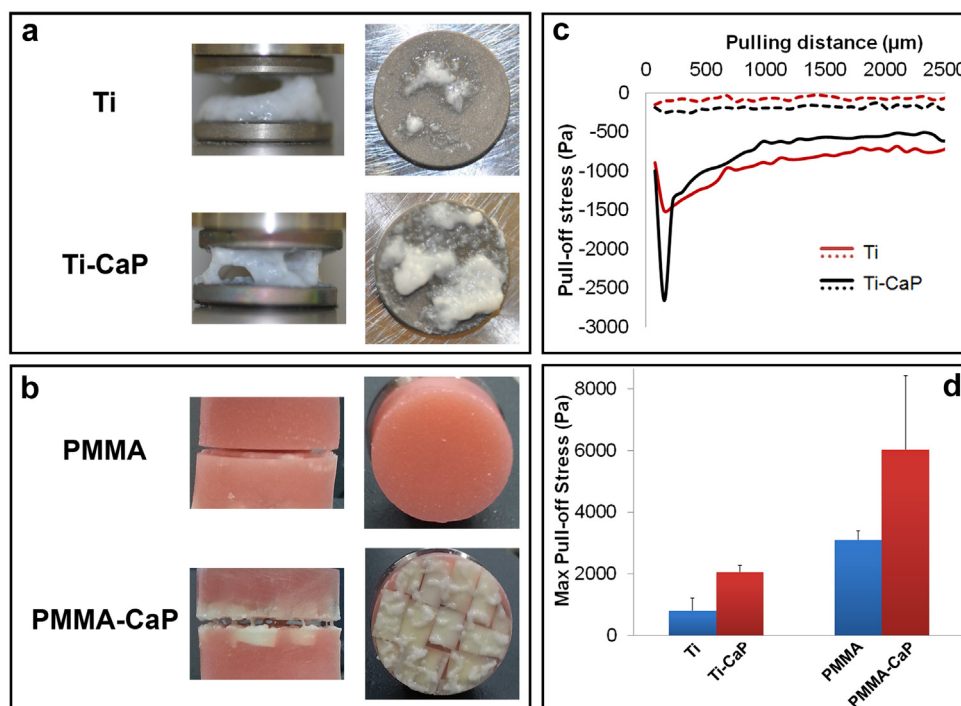 a
Ti
Ti-CaP
b
PMMA
PMMA-CaP
c
Pulling distance (µm)
0 500 1000 1500 2000 2500
0
-500
-1000
-1500
-2000
-2500
-3000
Pull-off stress (Pa)
Ti
Ti-CaP
d
8000
6000
4000
2000
0
Max Pull-off Stress (Pa)
Ti
Ti-CaP
PMMA
PMMA-CaP